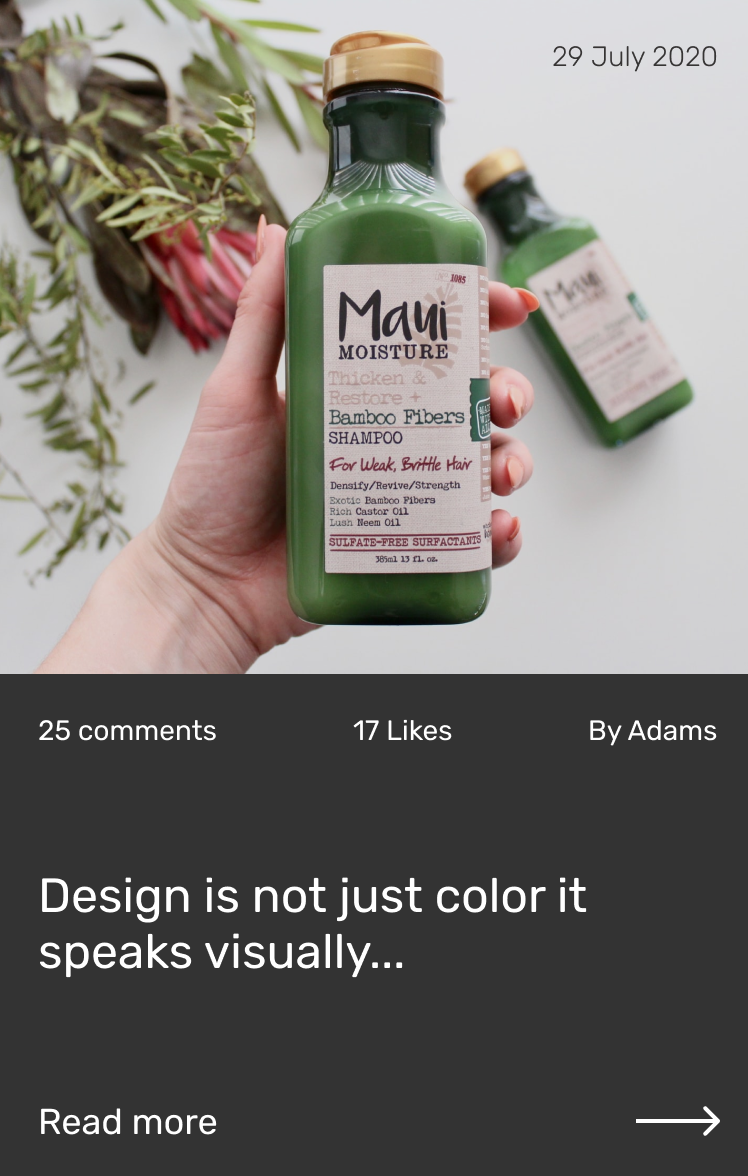 29 July 2020
1085
Maui
MOISTURE
Thicken &
Restore +
Bamboo Fibers
SHAMPOO
For Weak, Brittle Hair
Densify/Revive/Strength
Exotic Bamboo Fibers
Rich Castor Oil
Lush Neem Oil
SULFATE-FREE SURFACTANTS
385ml 13 fl. oz.
Maui
25 comments
17 Likes
By Adams
Design is not just color it
speaks visually...
Read more